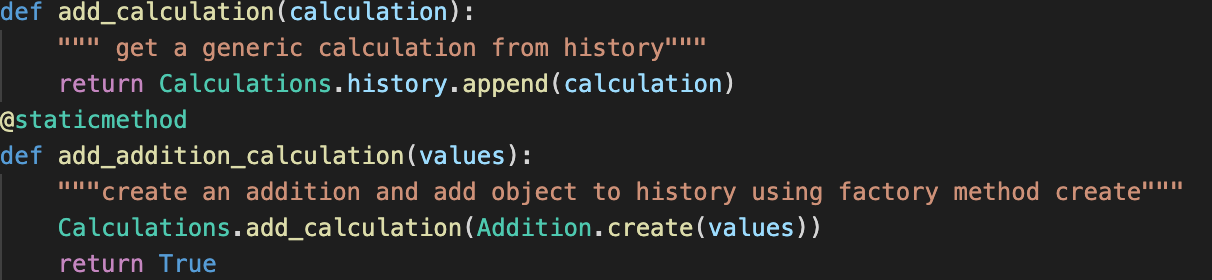 def add_calculation(calculation):
    """ get a generic calculation from history"""
    return Calculations.history.append(calculation)
@staticmethod
def add_addition_calculation(values):
    """create an addition and add object to history using factory method create"""
    Calculations.add_calculation(Addition.create(values))
    return True